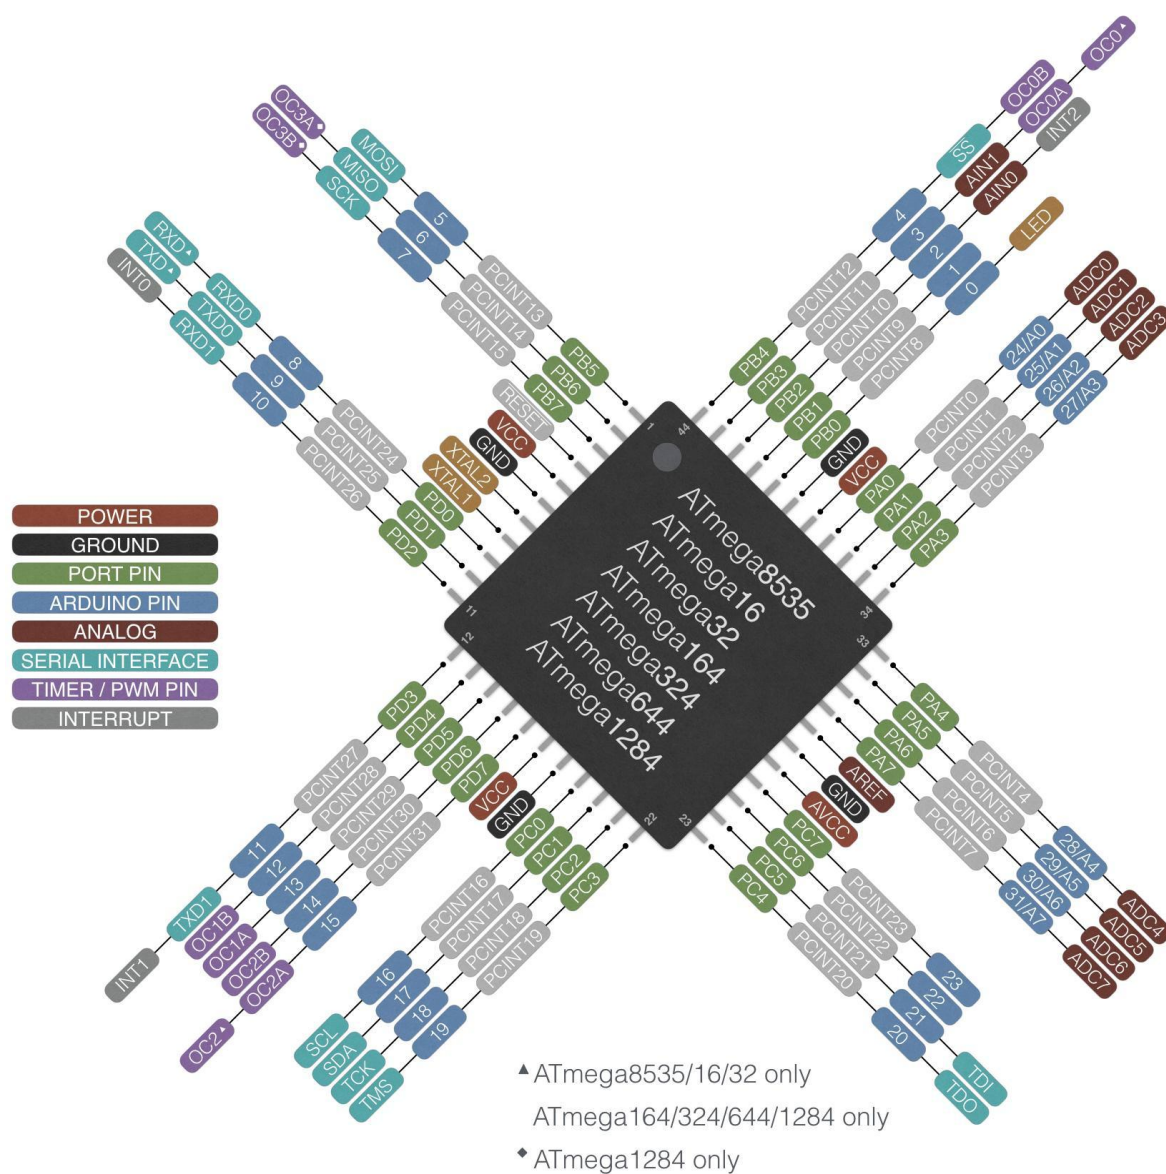 OC3A◆
OC3B◆
MOSI
MISO
SCK
5
6
7
PCINT13
PCINT14
PCINT15
PB5
PB6
PB7
RESET
VCC
GND
XTAL2
XTAL1
RXD▲
TXD▲
INT0
RXD0
TXD0
RXD1
8
9
10
PCINT24
PCINT25
PCINT26
PD0
PD1
PD2
OC0▲
OC0B
OC0A
INT2
SS
AIN1
AIN0
LED
4
3
2
1
0
PCINT12
PCINT11
PCINT10
PCINT9
PCINT8
PB4
PB3
PB2
PB1
PB0
GND
VCC
ADC0
ADC1
ADC2
ADC3
24/A0
25/A1
26/A2
27/A3
PCINT0
PCINT1
PCINT2
PCINT3
PA0
PA1
PA2
PA3
1
44
11
12
34
33
22
23
ATmega8535
ATmega16
ATmega32
ATmega164
ATmega324
ATmega644
ATmega1284
POWER
GROUND
PORT PIN
ARDUINO PIN
ANALOG
SERIAL INTERFACE
TIMER / PWM PIN
INTERRUPT
PD3
PD4
PD5
PD6
PD7
VCC
GND
PC0
PC1
PC2
PC3
PCINT27
PCINT28
PCINT29
PCINT30
PCINT31
11
12
13
14
15
TXD1
OC1B
OC1A
OC2B
OC2A
INT1
OC2▲
PCINT16
PCINT17
PCINT18
PCINT19
16
17
18
19
SCL
SDA
TCK
TMS
PA4
PA5
PA6
PA7
AREF
GND
AVCC
PC7
PC6
PC5
PC4
PCINT4
PCINT5
PCINT6
PCINT7
28/A4
29/A5
30/A6
31/A7
ADC4
ADC5
ADC6
ADC7
PCINT23
PCINT22
PCINT21
PCINT20
23
22
21
20
TDI
TDO
▲ ATmega8535/16/32 only
ATmega164/324/644/1284 only
◆ ATmega1284 only